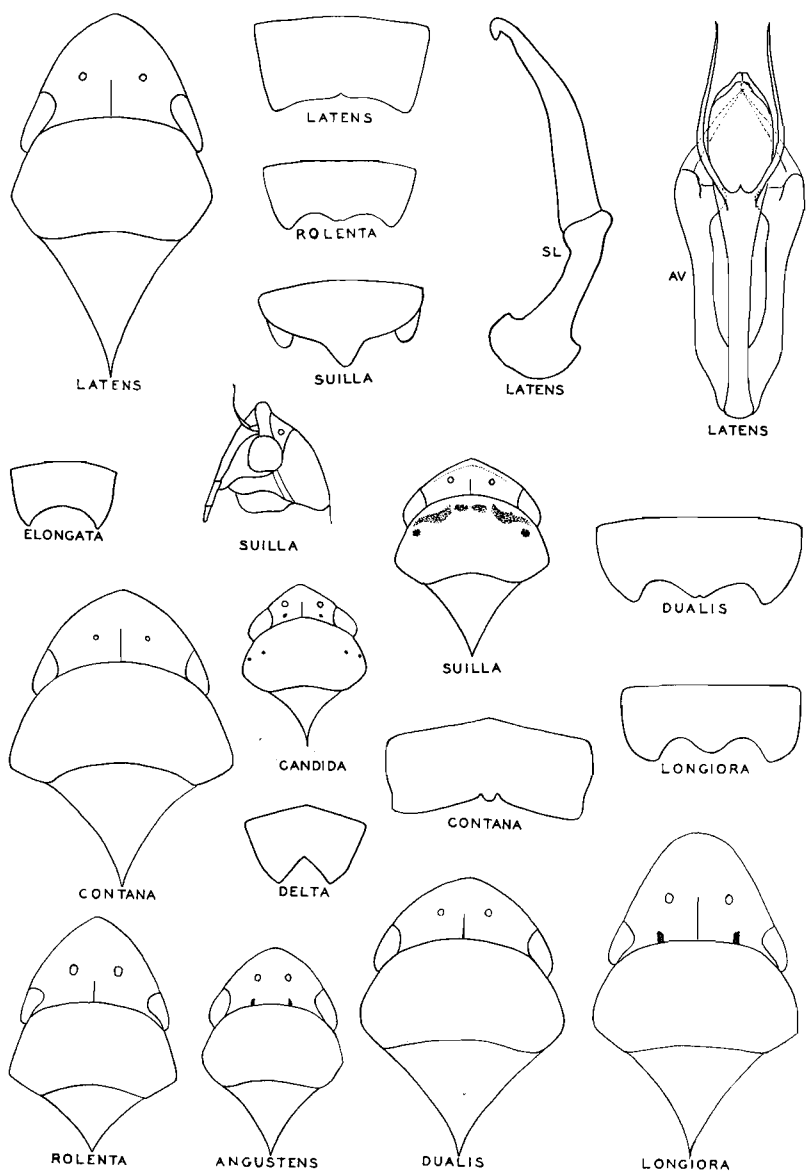 LATENS
ROLENTA
SL
AV
SUILLA
LATENS
LATENS
LATENS
ELONGATA
SUILLA
SUILLA
DUALIS
CANDIDA
LONGIORA
CONTANA
CONTANA
DELTA
ROLENTA
ANGUSTENS
DUALIS
LONGIORA